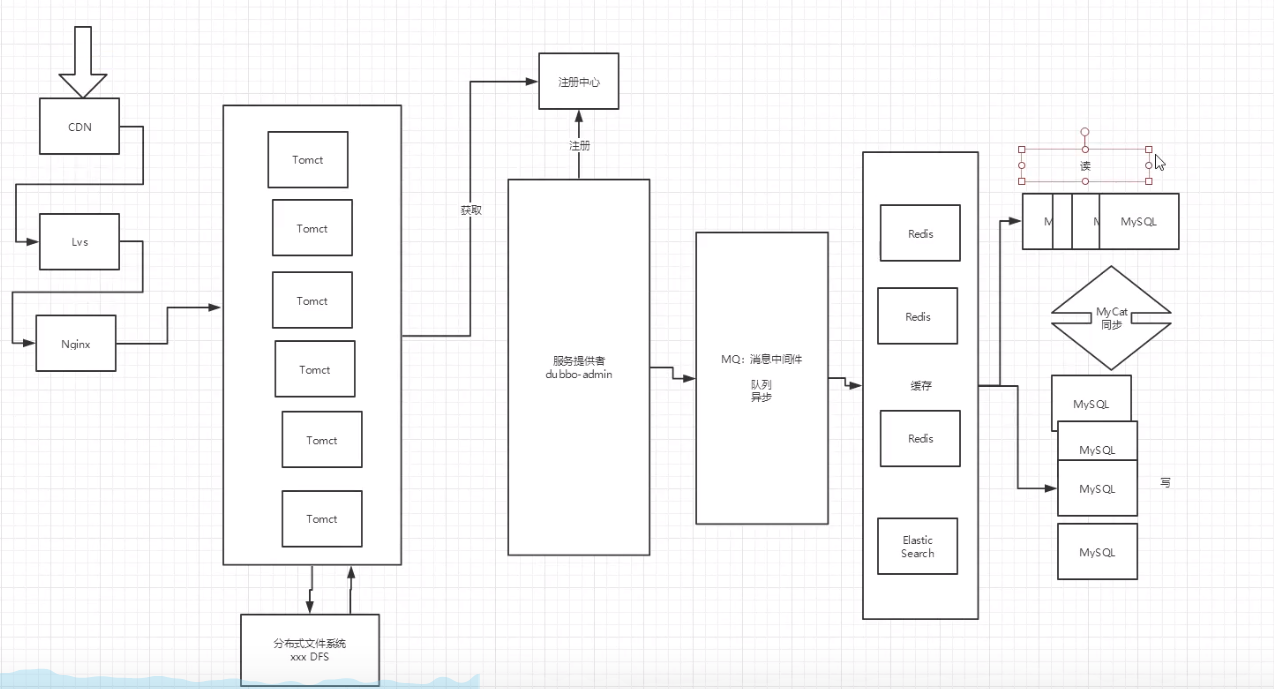 CDN
Lvs
Nginx
Tomct
Tomct
Tomct
Tomct
Tomct
Tomct
分布式文件系统
xxx DFS
获取
注册中心
注册
服务提供者
dubbo-admin
MQ：消息中间件
队列
异步
Redis
Redis
缓存
Redis
Elastic
Search
读
M
M
MySQL
MyCat
同步
MySQL
MySQL
MySQL
写
MySQL